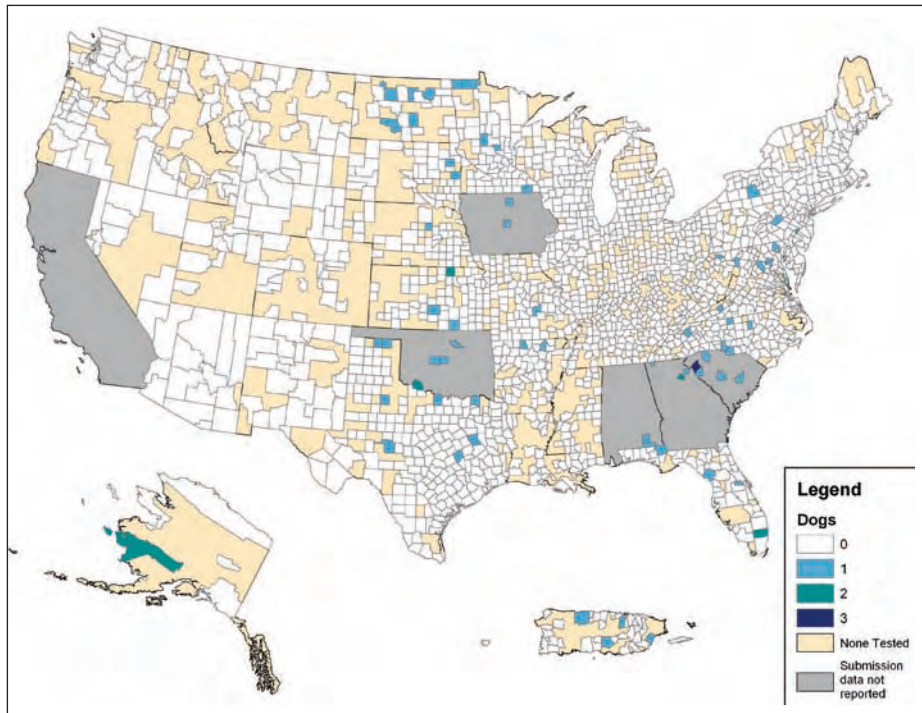 Legend
Dogs
0
1
2
3
None Tested
Submission
data not
reported